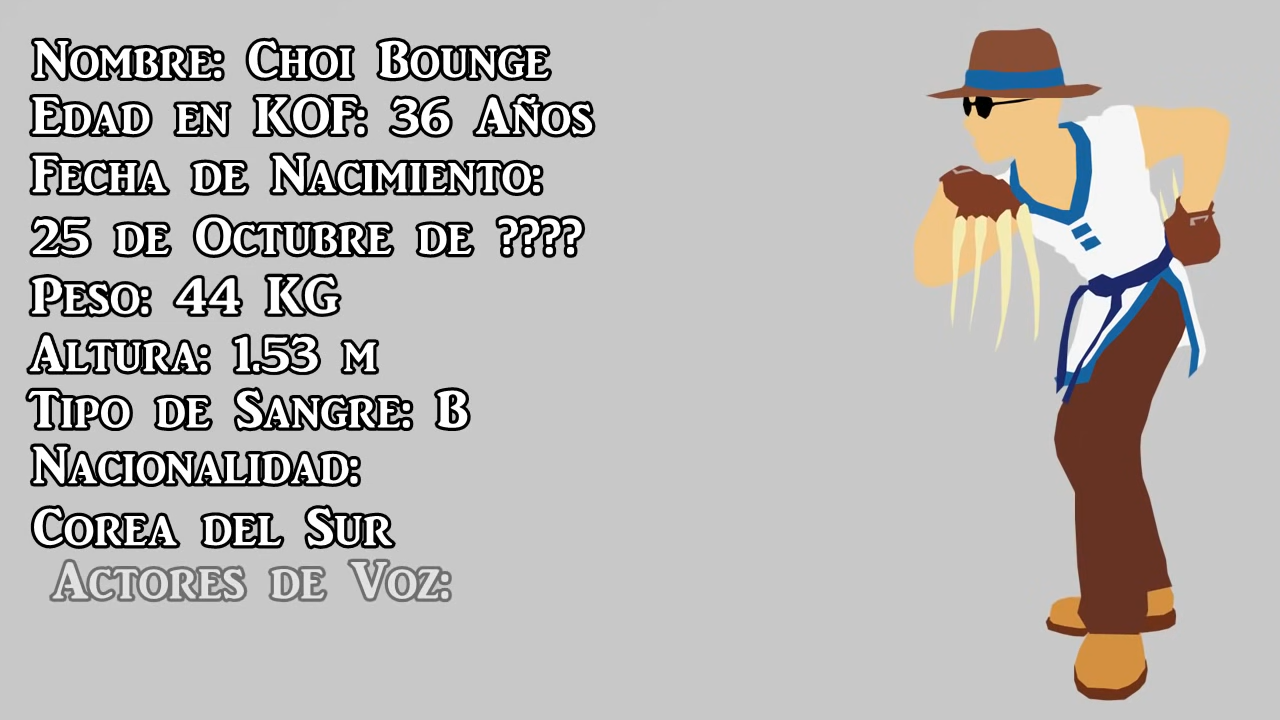 Nombre: Choi Bounge
Edad en KOF: 36 Años
Fecha de Nacimiento:
25 de Octubre de ????
Peso: 44 KG
Altura: 1.53 m
Tipo de Sangre: B
Nacionalidad:
Corea del Sur
Actores de Voz: